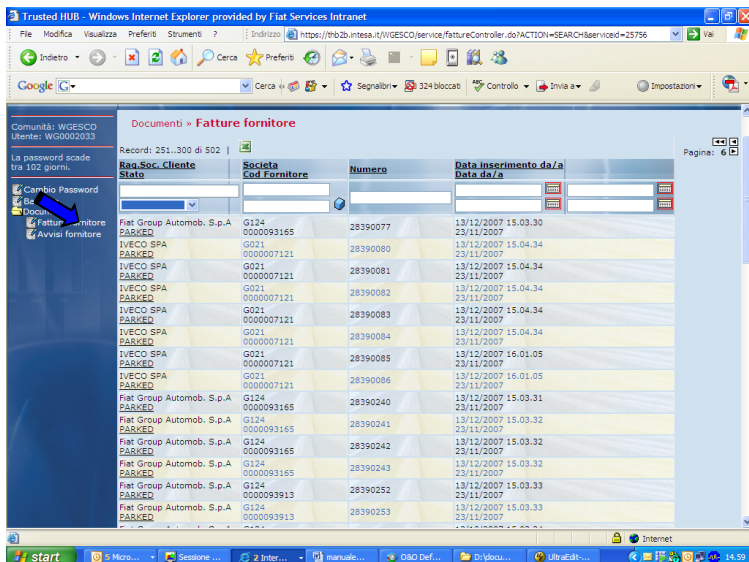 Trusted HUB - Windows Internet Explorer provided by Fiat Services Intranet
File Modifica Visualizza Preferiti Strumenti ? Indirizzo https://thb2b.intesa.it/WGESCO/service/fattureController.do?ACTION=SEARCH&serviceid=25756 Vai
Indietro Cerca Preferiti
Google G Cerca Segnalibri 324 bloccati Controllo Invia a Impostazioni
Comunità: WGESCO
Utente: WG0002033
La password scade
tra 102 giorni.
Cambio Password
Fatture fornitore
Avvisi fornitore
Documenti » Fatture fornitore
Record: 251..300 di 502 |
Pagina: 6
Rag.Soc. Cliente Societa Numero Data inserimento da/a
Stato Cod Fornitore Data da/a
Fiat Group Automob. S.p.A G124 28390077 13/12/2007 15.03.30
PARKED 0000093165 23/11/2007
IVECO SPA G021 28390080 13/12/2007 15.04.34
PARKED 0000007121 23/11/2007
IVECO SPA G021 28390081 13/12/2007 15.04.34
PARKED 0000007121 23/11/2007
IVECO SPA G021 28390082 13/12/2007 15.04.34
PARKED 0000007121 23/11/2007
IVECO SPA G021 28390083 13/12/2007 15.04.34
PARKED 0000007121 23/11/2007
IVECO SPA G021 28390084 13/12/2007 15.04.34
PARKED 0000007121 23/11/2007
IVECO SPA G021 28390085 13/12/2007 16.01.05
PARKED 0000007121 23/11/2007
IVECO SPA G021 28390086 13/12/2007 16.01.05
PARKED 0000007121 23/11/2007
Fiat Group Automob. S.p.A G124 28390240 13/12/2007 15.03.31
PARKED 0000093165 23/11/2007
Fiat Group Automob. S.p.A G124 28390241 13/12/2007 15.03.32
PARKED 0000093165 23/11/2007
Fiat Group Automob. S.p.A G124 28390242 13/12/2007 15.03.32
PARKED 0000093165 23/11/2007
Fiat Group Automob. S.p.A G124 28390243 13/12/2007 15.03.32
PARKED 0000093165 23/11/2007
Fiat Group Automob. S.p.A G124 28390252 13/12/2007 15.03.33
PARKED 0000093913 23/11/2007
Fiat Group Automob. S.p.A G124 28390253 13/12/2007 15.03.33
PARKED 0000093913 23/11/2007
Internet
start 5 Micro... Sessione ... 2 Inter... manuale... O&O Def... D:\docu... UltraEdit-... 14.59